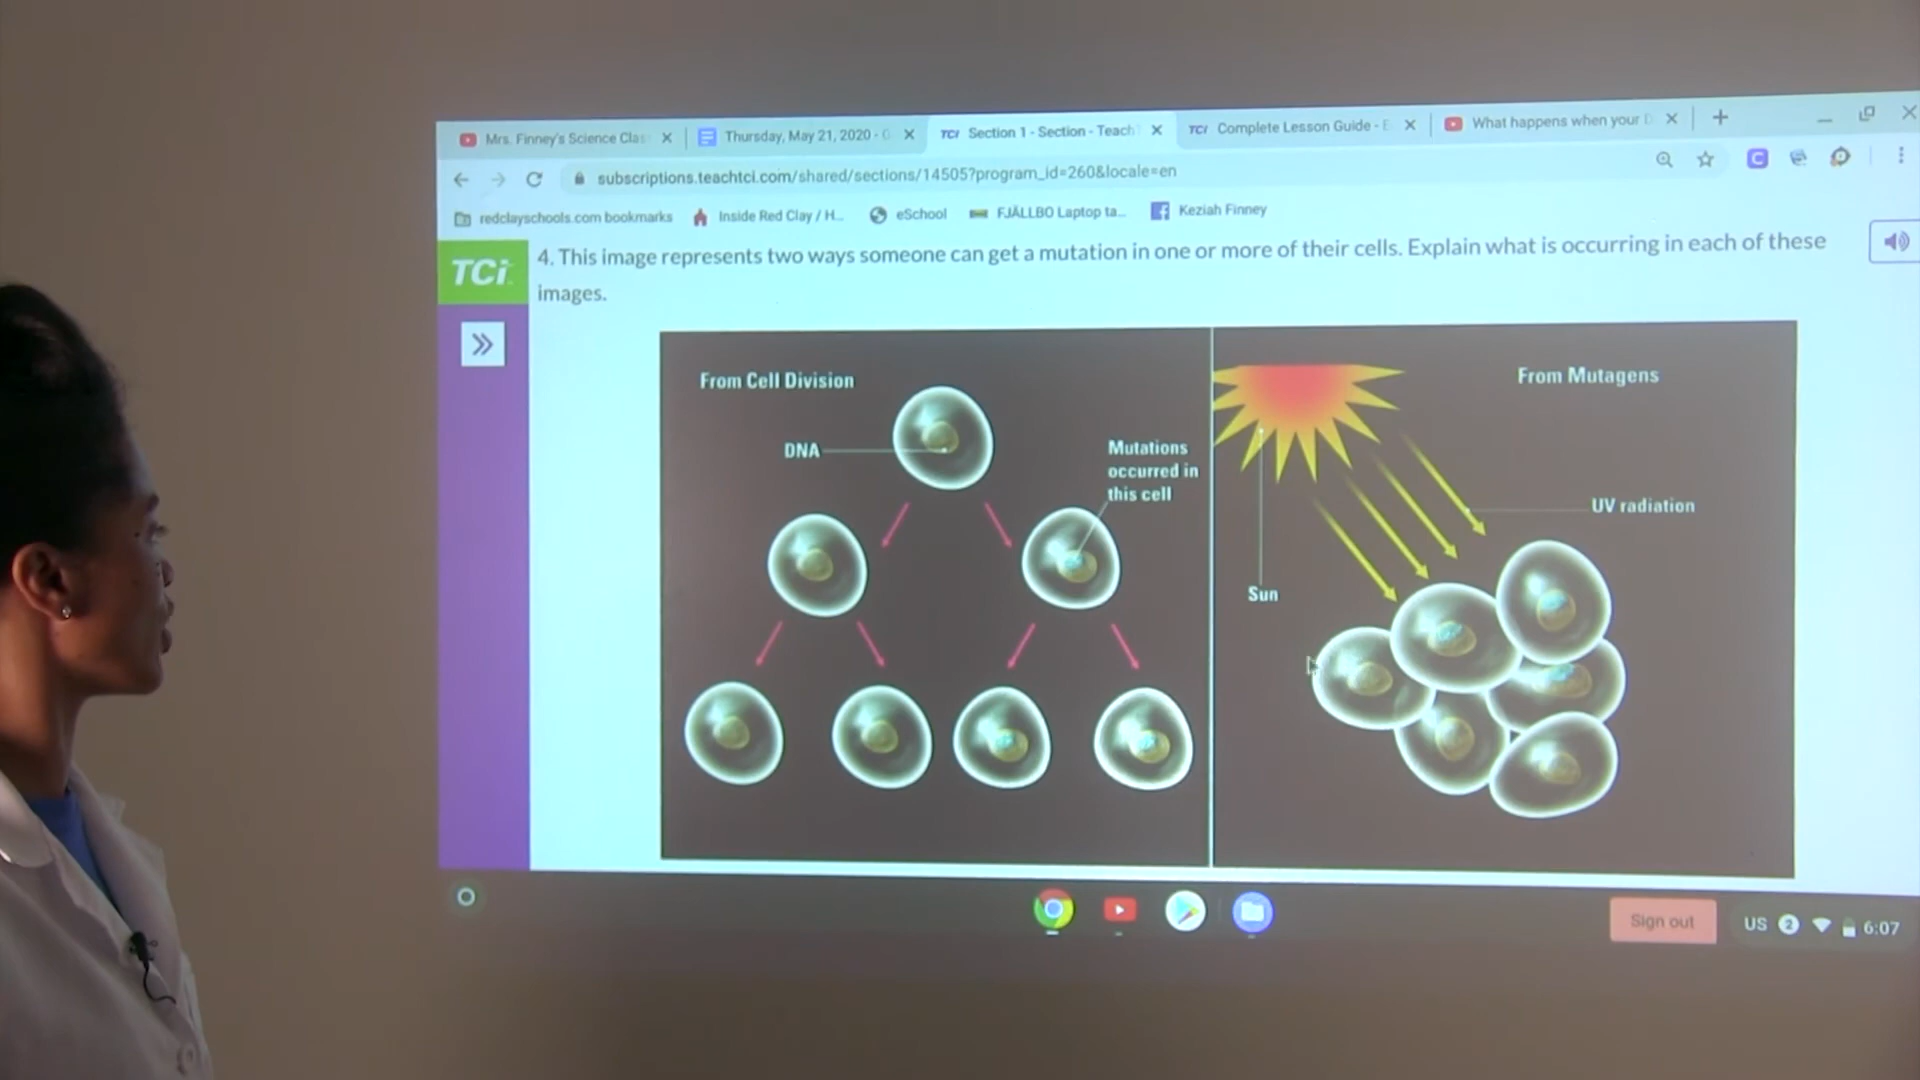 Mrs. Finney's Science Clas
Thursday, May 21, 2020 - G
TCi Section 1 - Section - Teach
TCi Complete Lesson Guide - E
What happens when your D
subscriptions.teachtci.com/shared/sections/14505?program_id=260&locale=en
redclayschools.com bookmarks
Inside Red Clay / H...
eSchool
FJÄLLBO Laptop ta...
Keziah Finney
TCi
4. This image represents two ways someone can get a mutation in one or more of their cells. Explain what is occurring in each of these
images.
From Cell Division
DNA
Mutations
occurred in
this cell
From Mutagens
UV radiation
Sun
Sign out
US 2 6:07